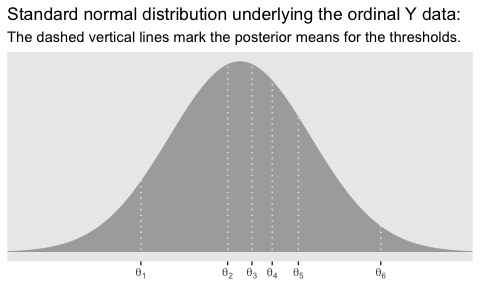 Standard normal distribution underlying the ordinal Y data:
The dashed vertical lines mark the posterior means for the thresholds.
θ₁ θ₂ θ₃ θ₄ θ₅ θ₆